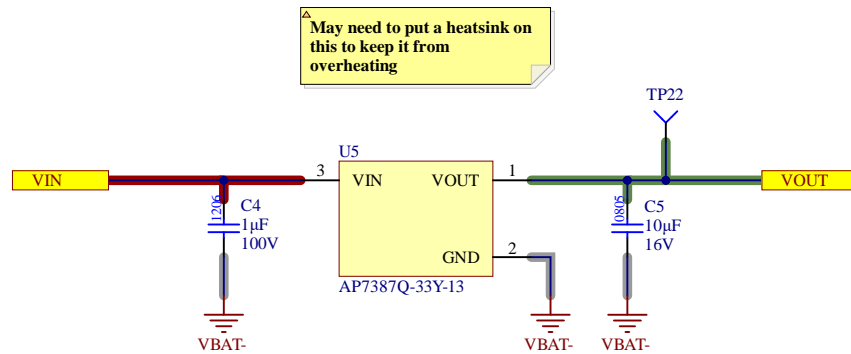 May need to put a heatsink on
this to keep it from
overheating
TP22
U5
VIN
3
VIN
VOUT
1
VOUT
1206
C4
1µF
100V
0805
C5
10µF
16V
GND
2
AP7387Q-33Y-13
VBAT-
VBAT-
VBAT-